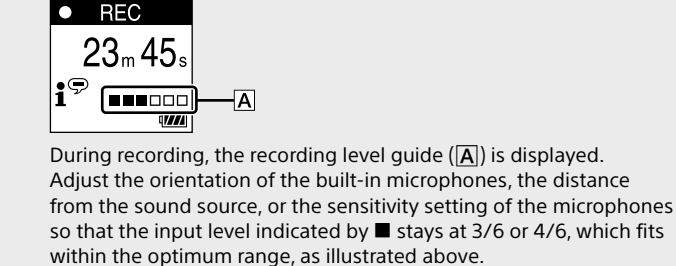 ● REC
23m 45s
i ■■■□□□ A
During recording, the recording level guide (A) is displayed.
Adjust the orientation of the built-in microphones, the distance
from the sound source, or the sensitivity setting of the microphones
so that the input level indicated by ■ stays at 3/6 or 4/6, which fits
within the optimum range, as illustrated above.